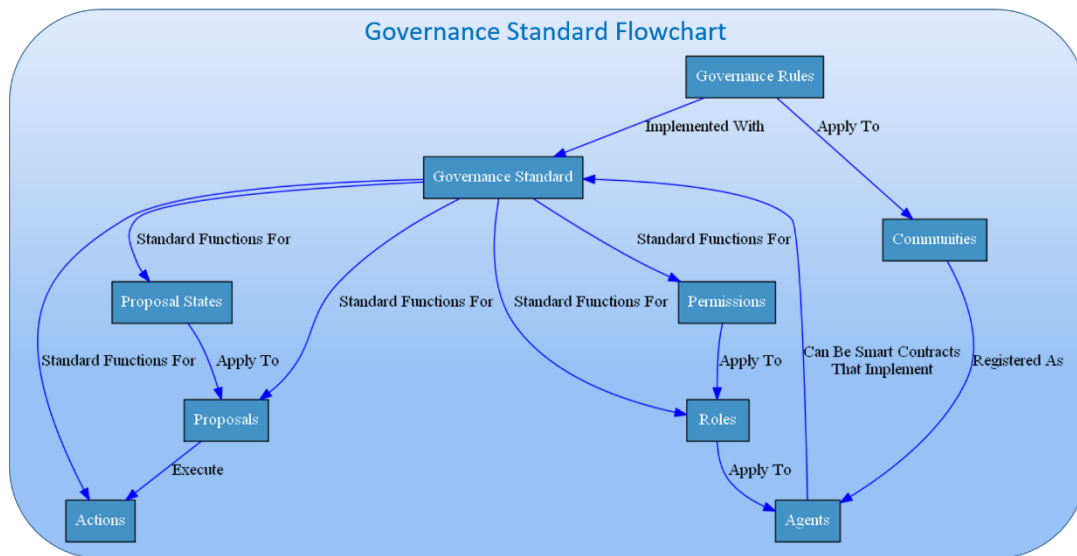 Governance Standard Flowchart
Governance Rules
Implemented With
Apply To
Governance Standard
Communities
Standard Functions For
Standard Functions For
Proposal States
Standard Functions For
Standard Functions For
Permissions
Standard Functions For
Apply To
Apply To
Can Be Smart Contracts
That Implement
Registered As
Proposals
Roles
Execute
Apply To
Actions
Agents